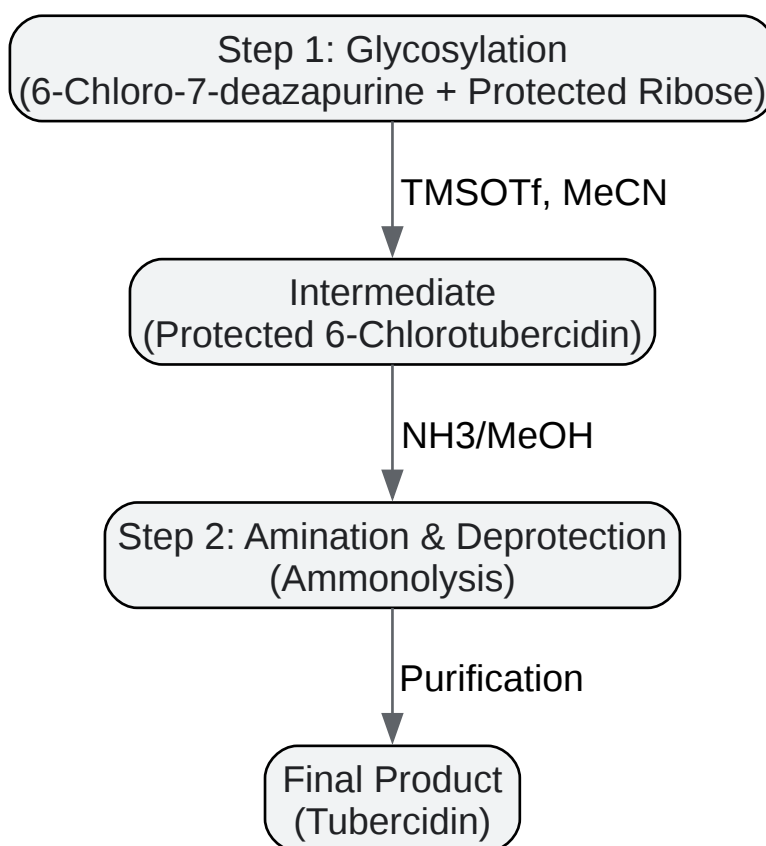 Step 1: Glycosylation
(6-Chloro-7-deazapurine + Protected Ribose)
TMSOTf, MeCN
Intermediate
(Protected 6-Chlorotubercidin)
NH3/MeOH
Step 2: Amination & Deprotection
(Ammonolysis)
Purification
Final Product
(Tubercidin)